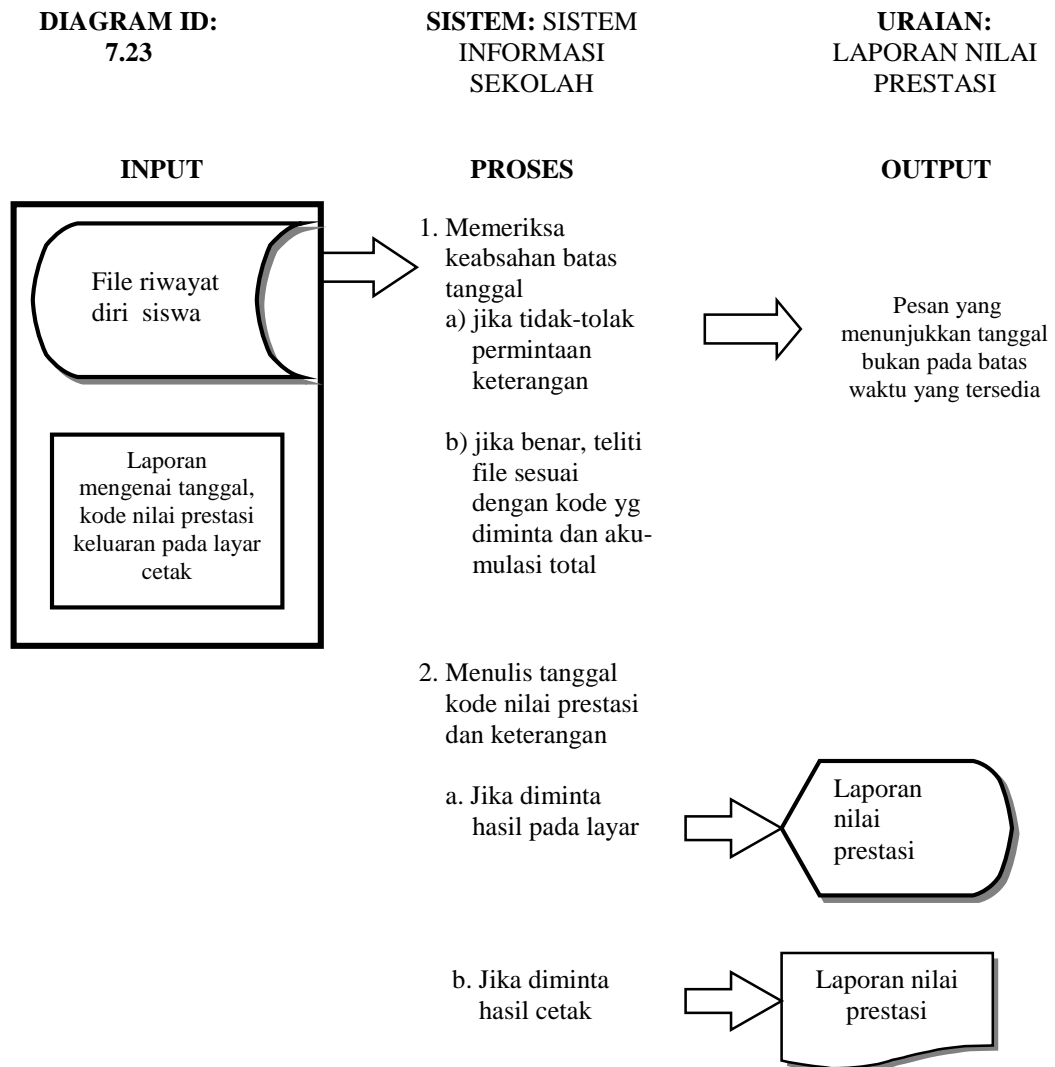 DIAGRAM ID:
7.23
SISTEM: SISTEM
INFORMASI
SEKOLAH
URAIAN:
LAPORAN NILAI
PRESTASI
INPUT
PROSES
OUTPUT
File riwayat
diri siswa
Laporan
mengenai tanggal,
kode nilai prestasi
keluaran pada layar
cetak
1. Memeriksa
keabsahan batas
tanggal
a) jika tidak-tolak
permintaan
keterangan
b) jika benar, teliti
file sesuai
dengan kode yg
diminta dan aku-
mulasi total
Pesan yang
menunjukkan tanggal
bukan pada batas
waktu yang tersedia
2. Menulis tanggal
kode nilai prestasi
dan keterangan
a. Jika diminta
hasil pada layar
Laporan
nilai
prestasi
b. Jika diminta
hasil cetak
Laporan nilai
prestasi